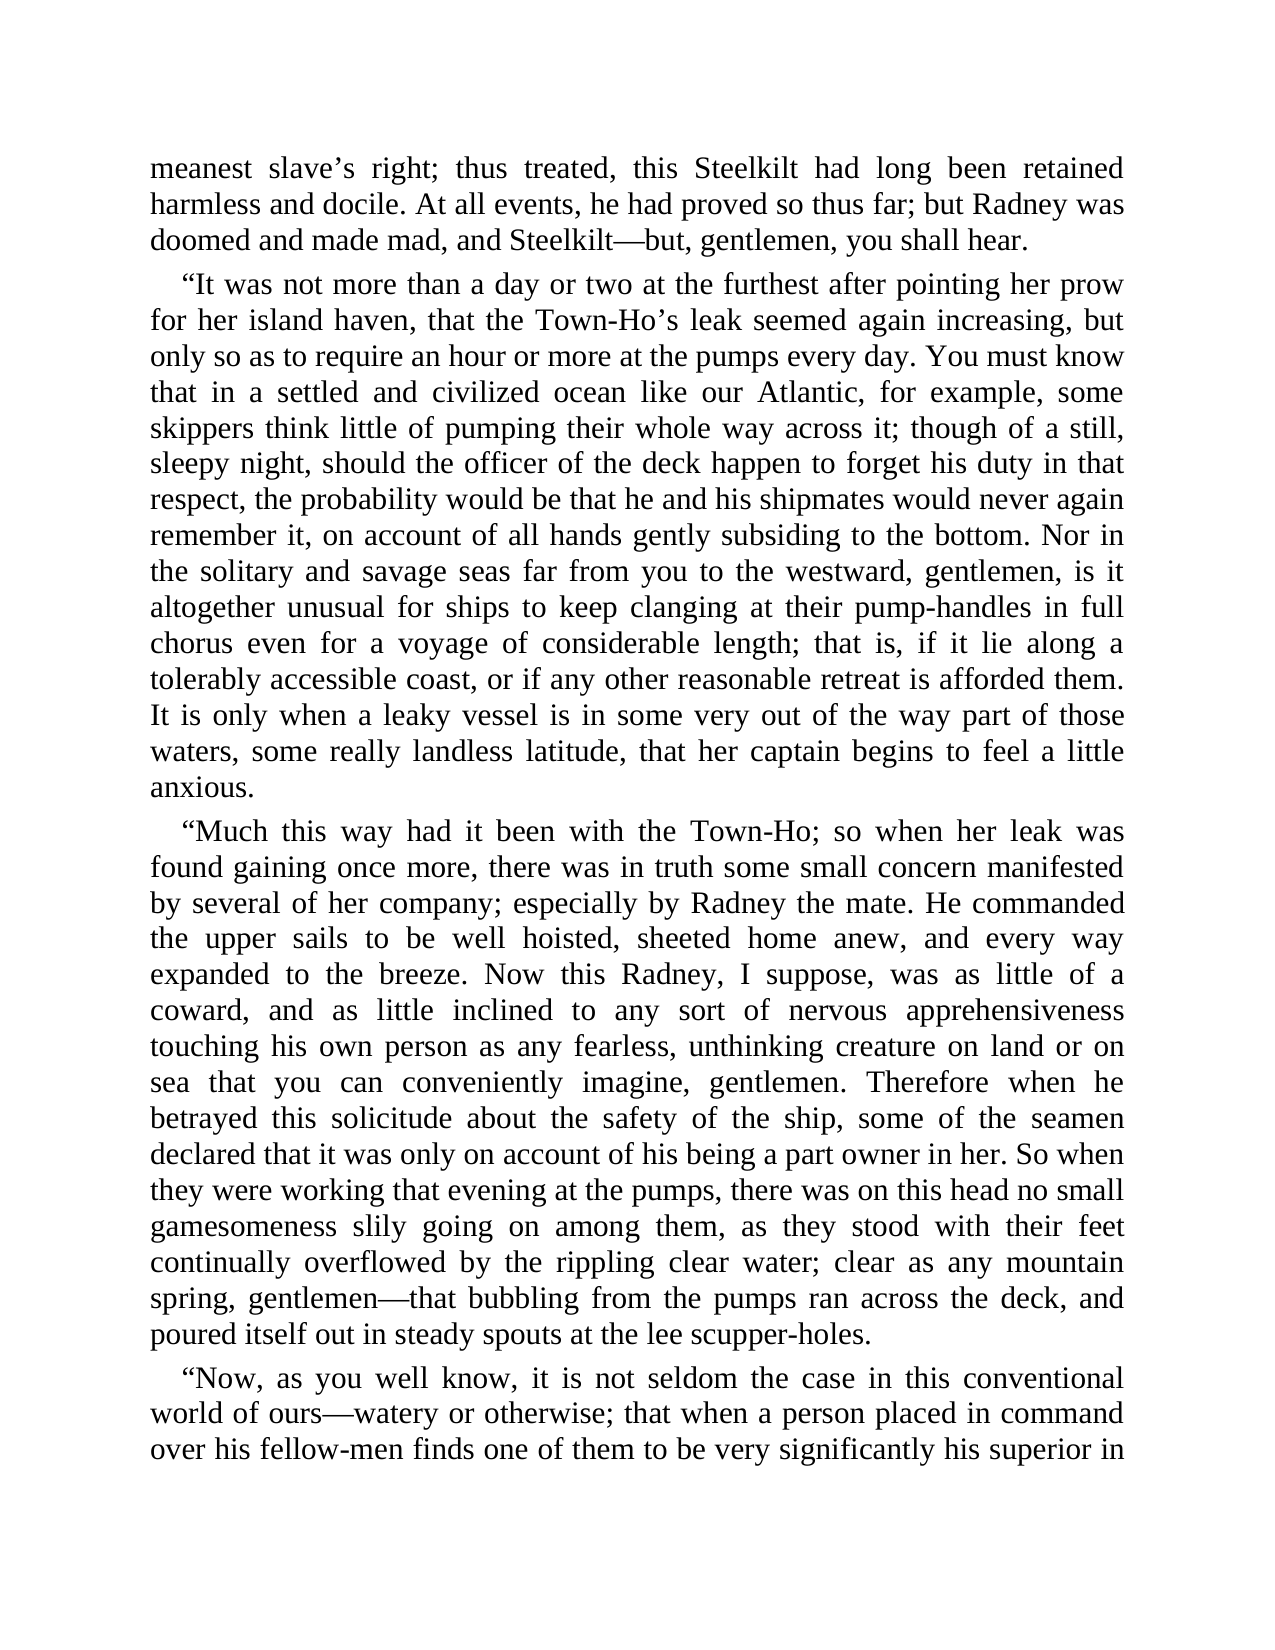 meanest slave’s right; thus treated, this Steelkilt had long been retained
harmless and docile. At all events, he had proved so thus far; but Radney was
doomed and made mad, and Steelkilt—but, gentlemen, you shall hear.
“It was not more than a day or two at the furthest after pointing her prow
for her island haven, that the Town-Ho’s leak seemed again increasing, but
only so as to require an hour or more at the pumps every day. You must know
that in a settled and civilized ocean like our Atlantic, for example, some
skippers think little of pumping their whole way across it; though of a still,
sleepy night, should the officer of the deck happen to forget his duty in that
respect, the probability would be that he and his shipmates would never again
remember it, on account of all hands gently subsiding to the bottom. Nor in
the solitary and savage seas far from you to the westward, gentlemen, is it
altogether unusual for ships to keep clanging at their pump-handles in full
chorus even for a voyage of considerable length; that is, if it lie along a
tolerably accessible coast, or if any other reasonable retreat is afforded them.
It is only when a leaky vessel is in some very out of the way part of those
waters, some really landless latitude, that her captain begins to feel a little
anxious.
“Much this way had it been with the Town-Ho; so when her leak was
found gaining once more, there was in truth some small concern manifested
by several of her company; especially by Radney the mate. He commanded
the upper sails to be well hoisted, sheeted home anew, and every way
expanded to the breeze. Now this Radney, I suppose, was as little of a
coward, and as little inclined to any sort of nervous apprehensiveness
touching his own person as any fearless, unthinking creature on land or on
sea that you can conveniently imagine, gentlemen. Therefore when he
betrayed this solicitude about the safety of the ship, some of the seamen
declared that it was only on account of his being a part owner in her. So when
they were working that evening at the pumps, there was on this head no small
gamesomeness slily going on among them, as they stood with their feet
continually overflowed by the rippling clear water; clear as any mountain
spring, gentlemen—that bubbling from the pumps ran across the deck, and
poured itself out in steady spouts at the lee scupper-holes.
“Now, as you well know, it is not seldom the case in this conventional
world of ours—watery or otherwise; that when a person placed in command
over his fellow-men finds one of them to be very significantly his superior in